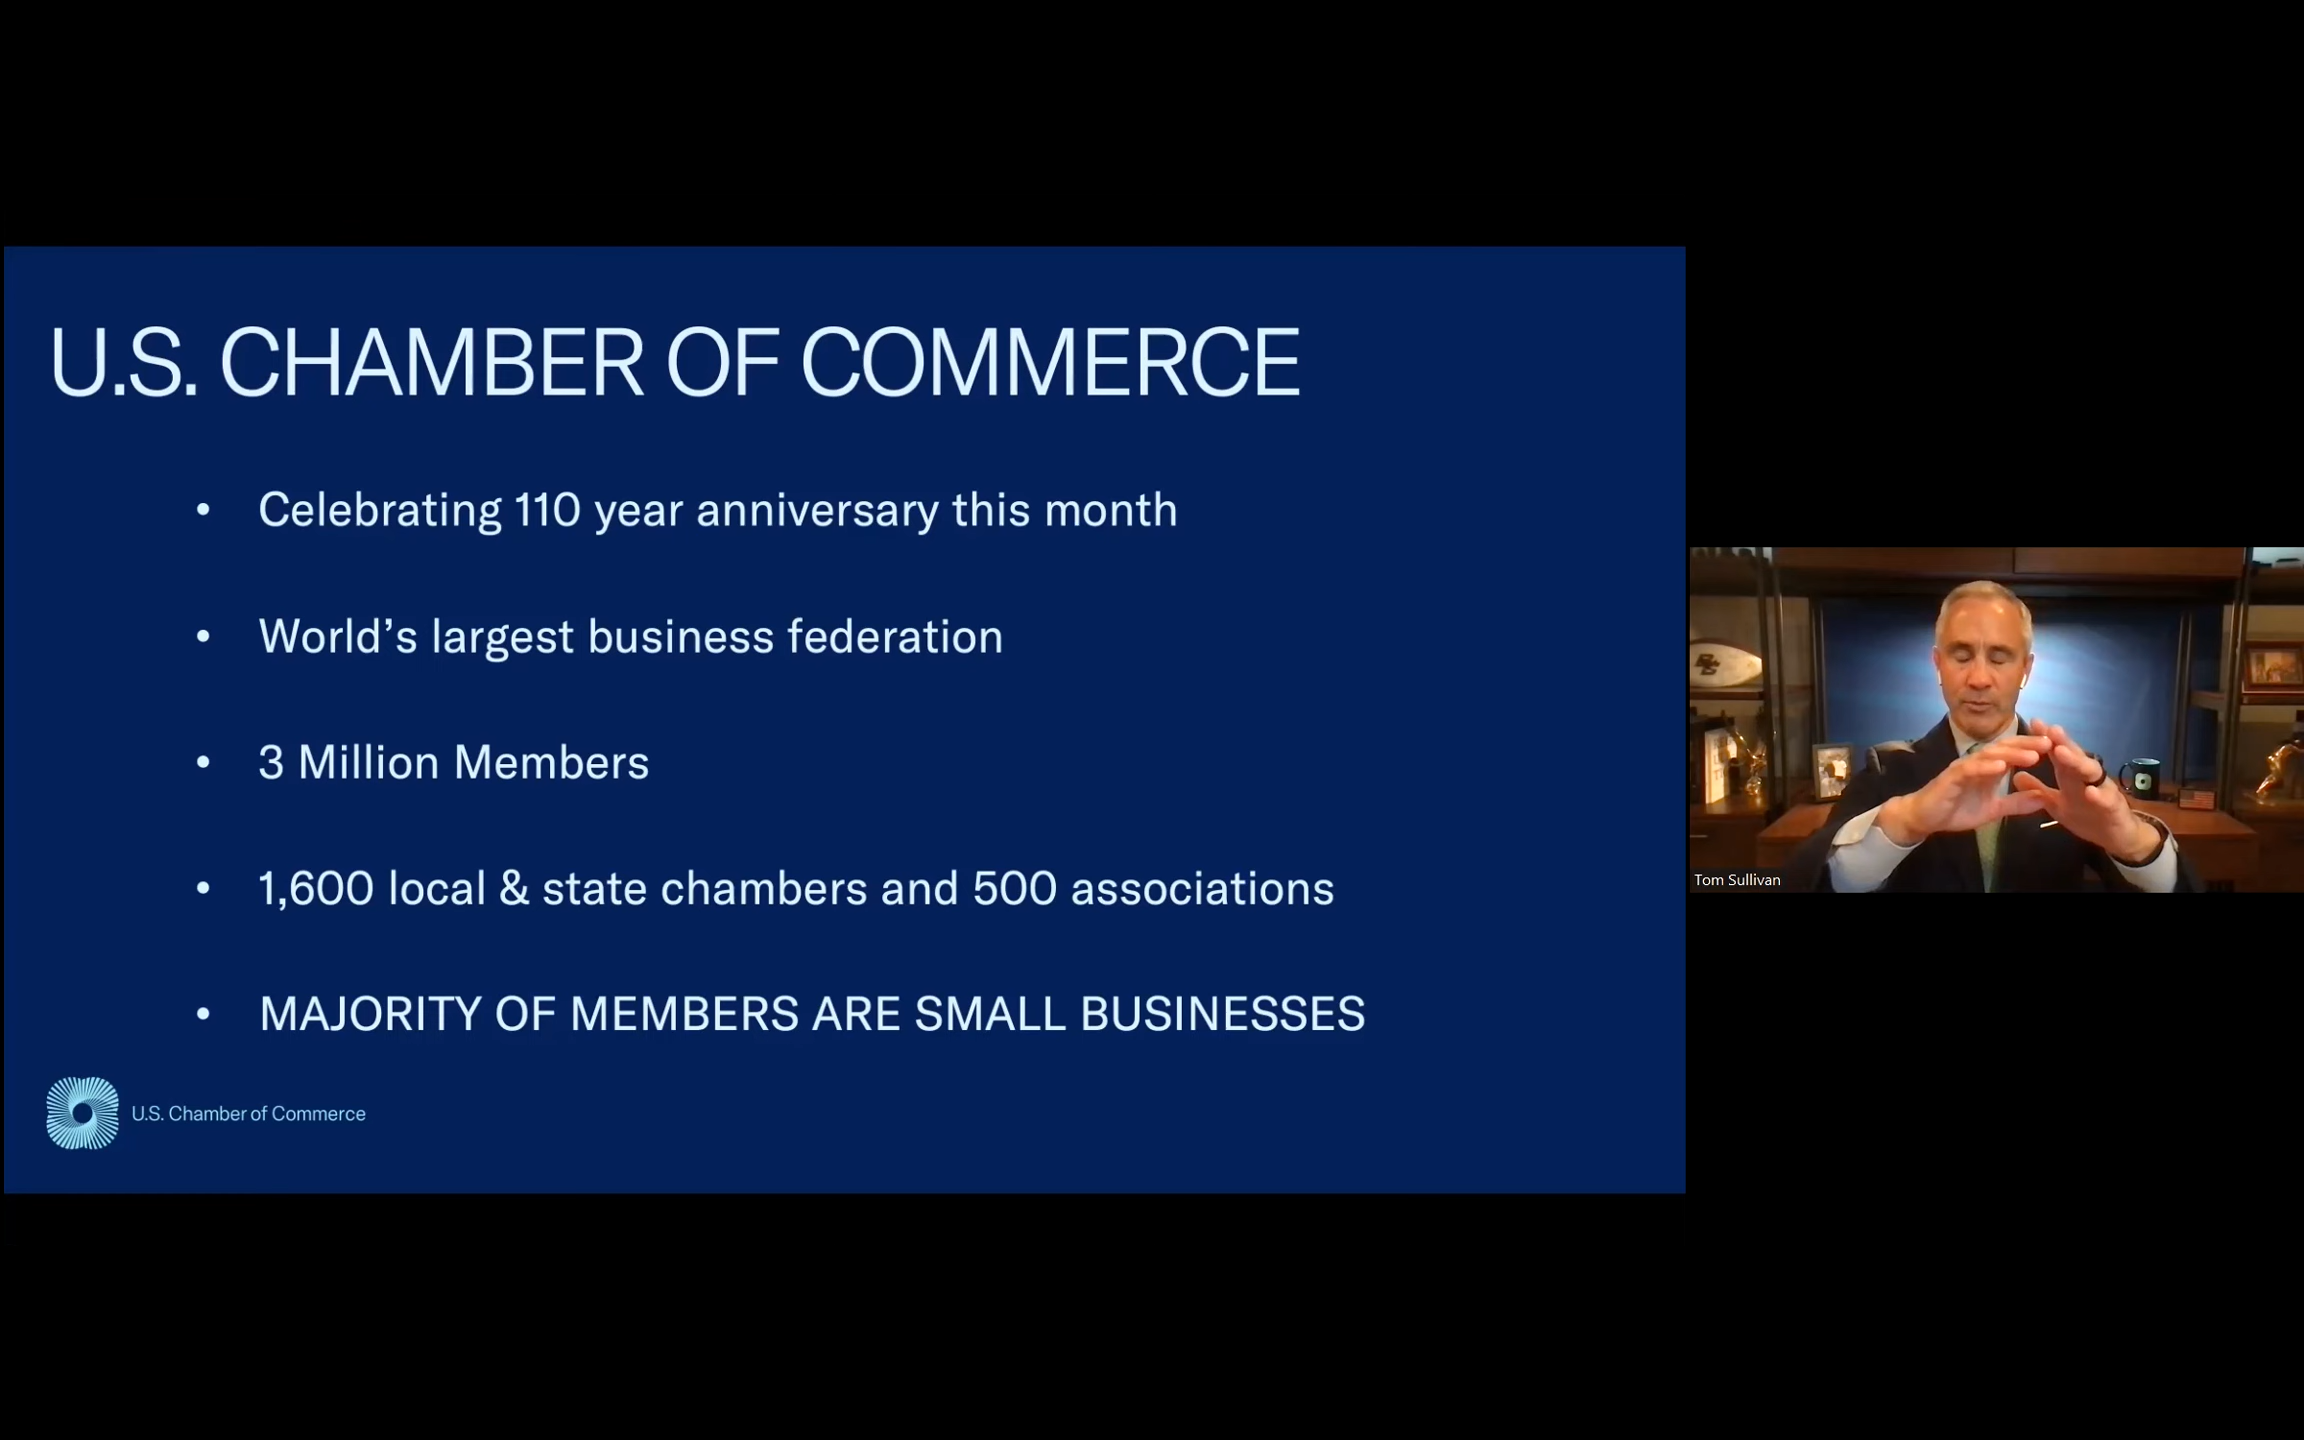 U.S. CHAMBER OF COMMERCE
• Celebrating 110 year anniversary this month
• World’s largest business federation
• 3 Million Members
• 1,600 local & state chambers and 500 associations
• MAJORITY OF MEMBERS ARE SMALL BUSINESSES
U.S. Chamber of Commerce
Tom Sullivan